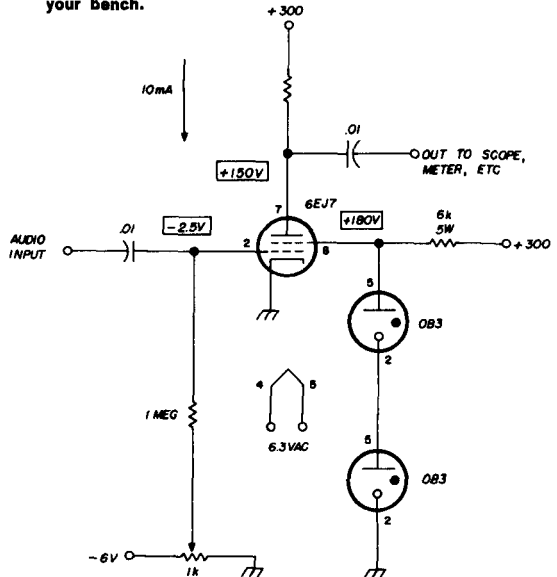 your bench.
+300
10mA
.01
OUT TO SCOPE,
METER, ETC
+150V
7
6EJ7
+180V
6k
5W
+300
.01
-2.5V
AUDIO
INPUT
2
8
5
OB3
2
4
5
6.3VAC
1 MEG
5
OB3
2
-6V
1k